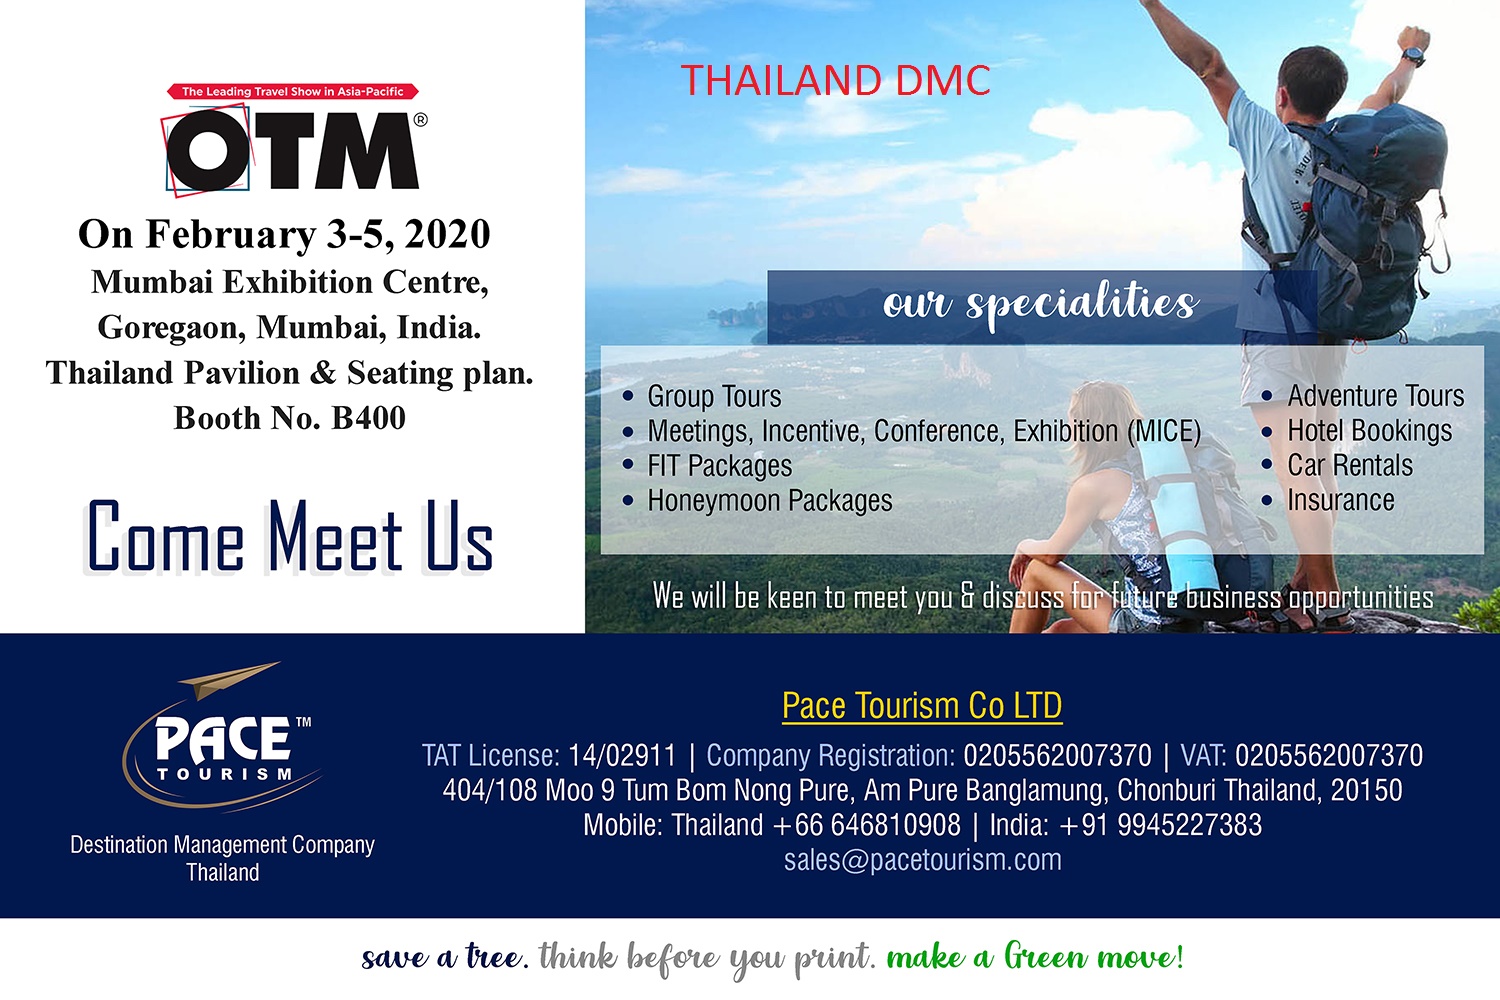 The Leading Travel Show in Asia-Pacific
OTM®
On February 3-5, 2020
Mumbai Exhibition Centre,
Goregaon, Mumbai, India.
Thailand Pavilion & Seating plan.
Booth No. B400
Come Meet Us
THAILAND DMC
our specialities
• Group Tours
• Meetings, Incentive, Conference, Exhibition (MICE)
• FIT Packages
• Honeymoon Packages
• Adventure Tours
• Hotel Bookings
• Car Rentals
• Insurance
We will be keen to meet you & discuss for future business opportunities
PACE™
TOURISM
Destination Management Company
Thailand
Pace Tourism Co LTD
TAT License: 14/02911 | Company Registration: 0205562007370 | VAT: 0205562007370
404/108 Moo 9 Tum Bom Nong Pure, Am Pure Banglamung, Chonburi Thailand, 20150
Mobile: Thailand +66 646810908 | India: +91 9945227383
sales@pacetourism.com
save a tree. think before you print. make a Green move!